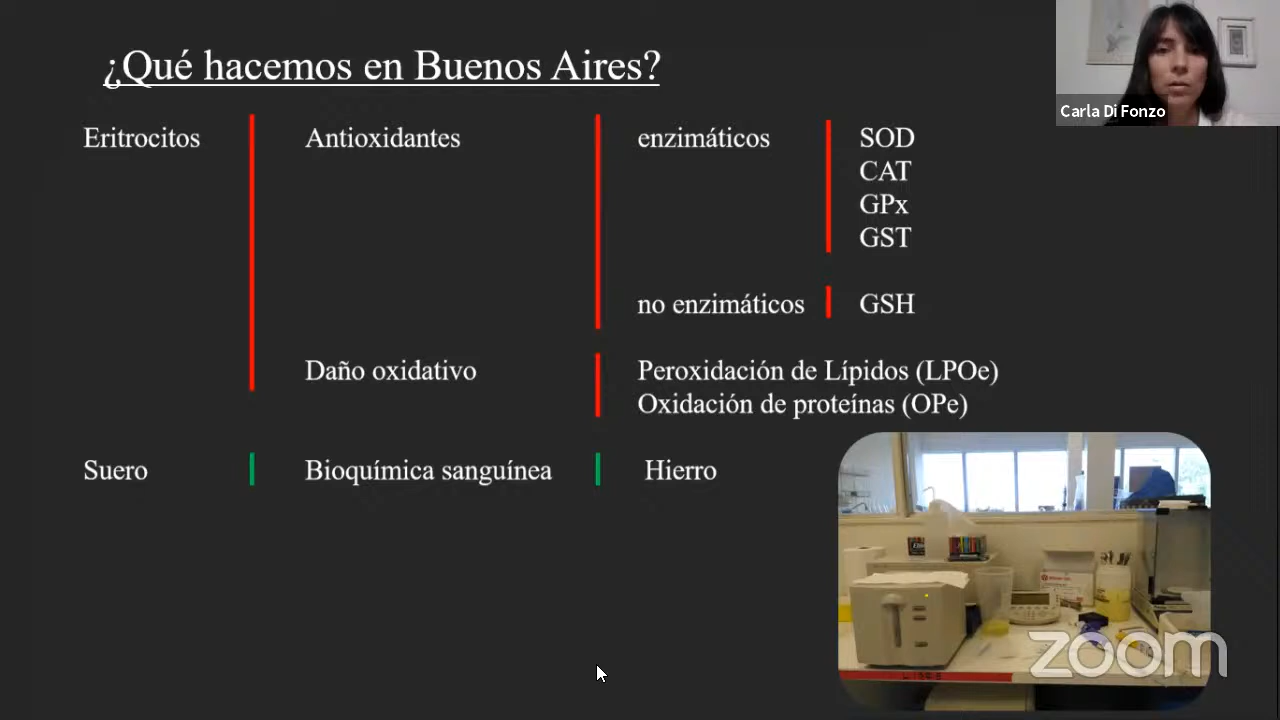 ¿Qué hacemos en Buenos Aires?
Carla Di Fonzo
Eritrocitos Antioxidantes enzimáticos SOD
CAT
GPx
GST
no enzimáticos GSH
Daño oxidativo Peroxidación de Lípidos (LPOe)
Oxidación de proteínas (OPe)
Suero Bioquímica sanguínea Hierro
zoom